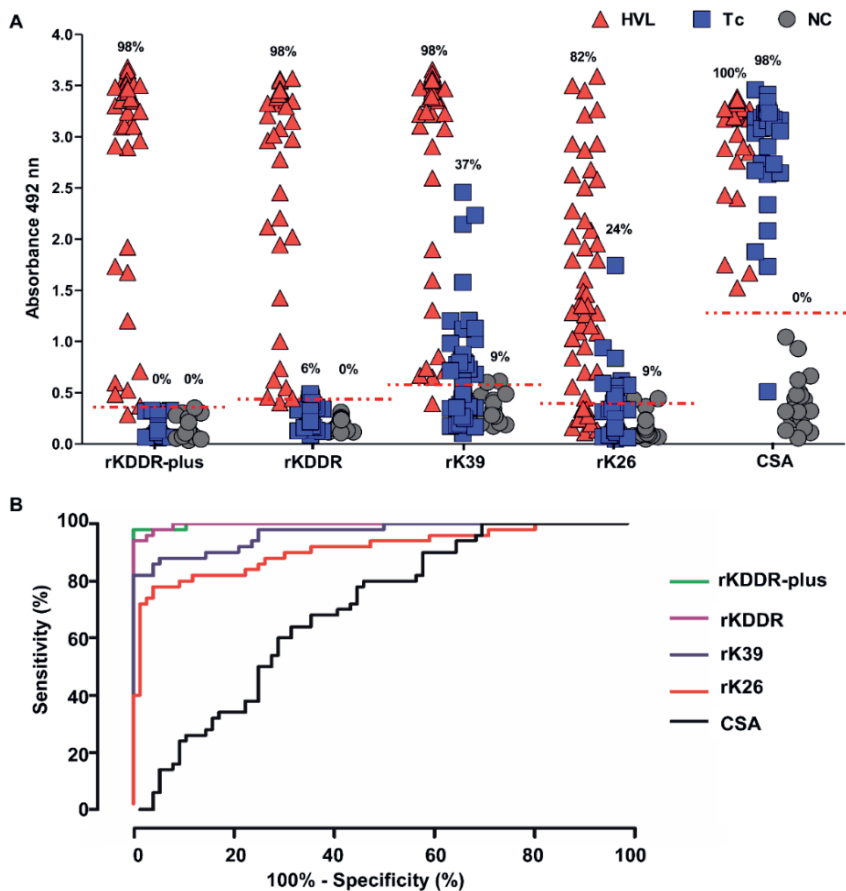 A
HVL Tc NC
4.0
3.5
3.0
2.5
2.0
1.5
1.0
0.5
0.0
Absorbance 492 nn
98% 98% 98% 82% 100% 98%
37%
24%
0% 0% 6% 0% 9% 9% 0%
rKDDR-plus rKDDR rK39 rK26 CSA
B
100
80
60
40
20
0
Sensitivity (%)
rKDDR-plus
rKDDR
rK39
rK26
CSA
0 20 40 60 80 100
100% - Specificity (%)